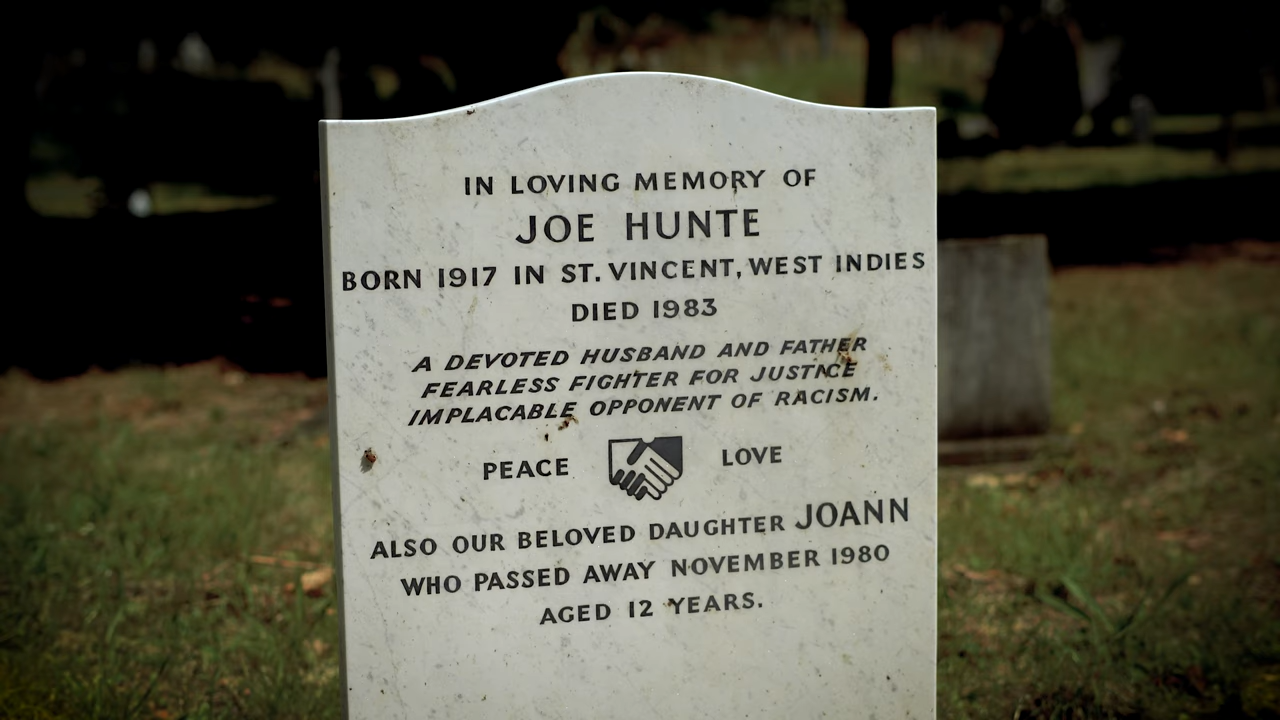 IN LOVING MEMORY OF
JOE HUNTE
BORN 1917 IN ST. VINCENT, WEST INDIES
DIED 1983
A DEVOTED HUSBAND AND FATHER
FEARLESS FIGHTER FOR JUSTICE
IMPLACABLE OPPONENT OF RACISM.
PEACE LOVE
ALSO OUR BELOVED DAUGHTER JOANN
WHO PASSED AWAY NOVEMBER 1980
AGED 12 YEARS.